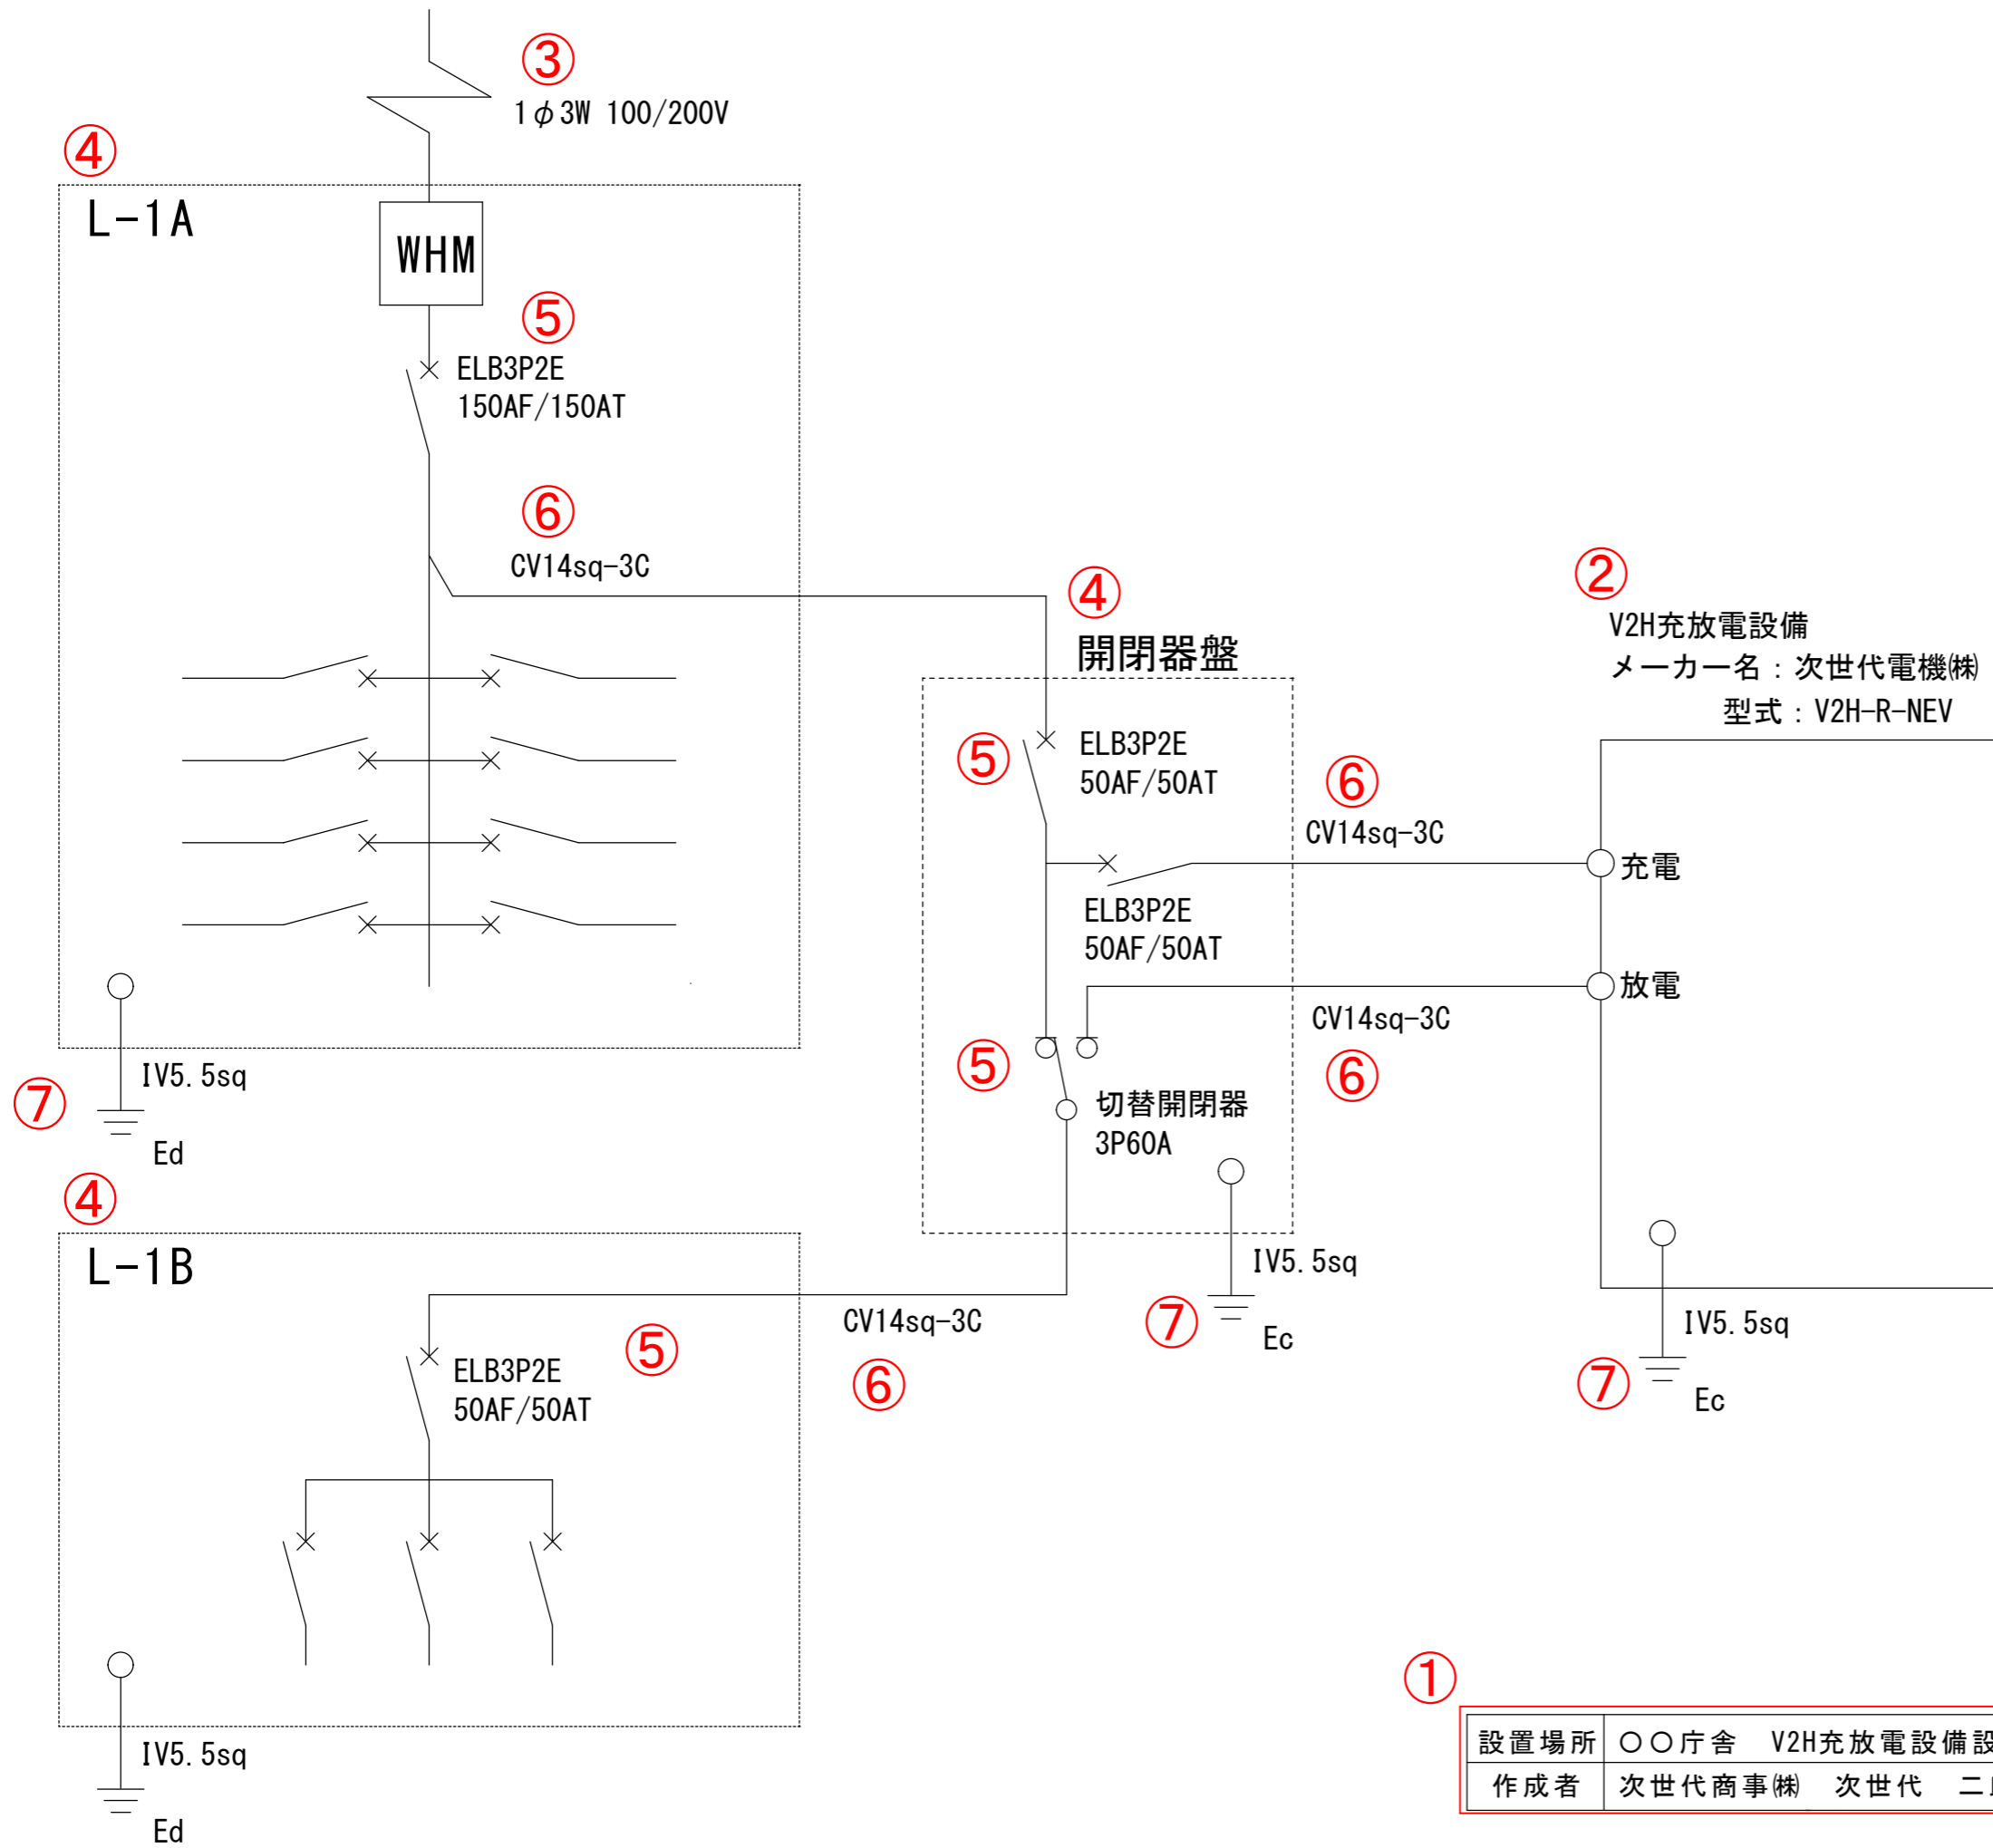 ③
1φ3W 100/200V
④
L-1A
WHM
⑤
ELB3P2E
150AF/150AT
⑥
CV14sq-3C
④
開閉器盤
②
V2H充放電設備
メーカー名：次世代電機㈱
型式：V2H-R-NEV
⑤
ELB3P2E
50AF/50AT
⑥
CV14sq-3C
充電
ELB3P2E
50AF/50AT
放電
CV14sq-3C
⑥
⑤
切替開閉器
3P60A
⑦
IV5.5sq
Ed
④
L-1B
IV5.5sq
⑦
Ec
CV14sq-3C
⑥
⑤
ELB3P2E
50AF/50AT
IV5.5sq
⑦
Ec
①
設置場所 〇〇庁舎 V2H充放電設備設
作成者 次世代商事㈱ 次世代 二
IV5.5sq
Ed